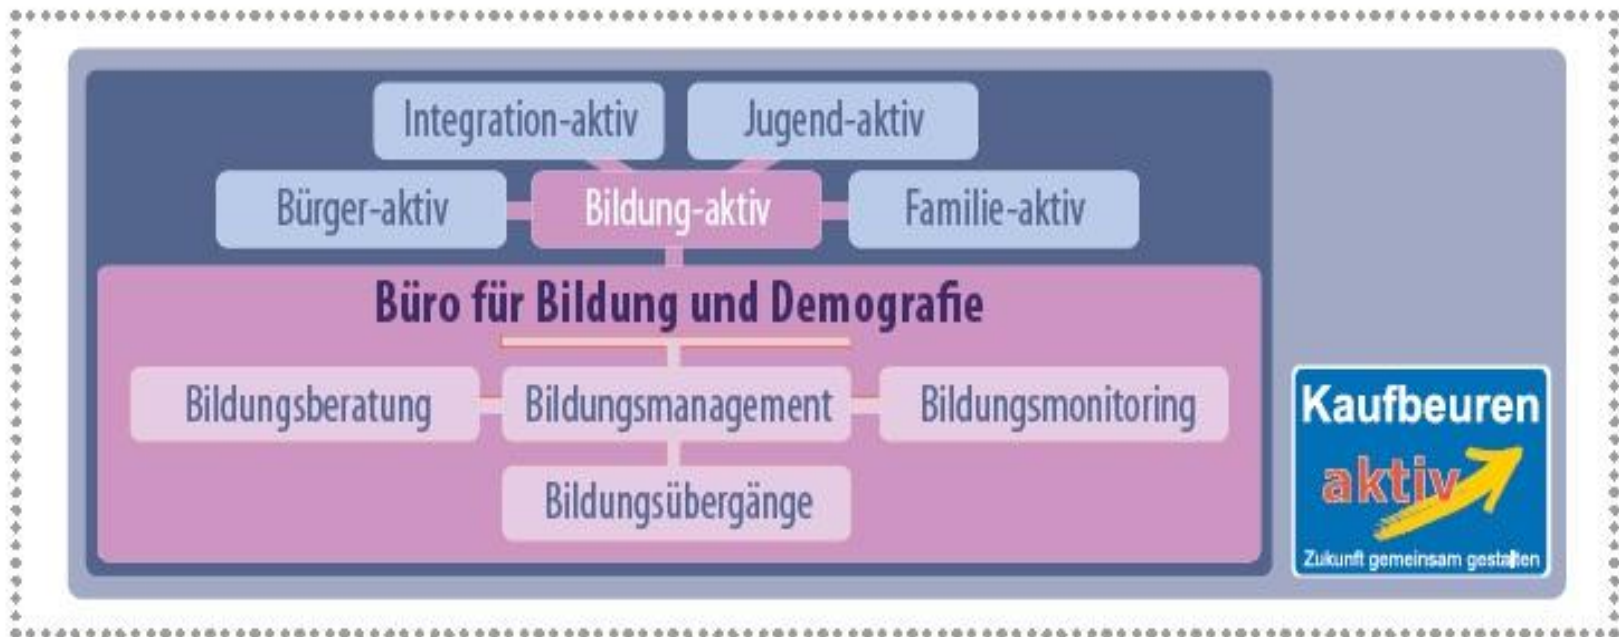 Integration-aktiv
Jugend-aktiv
Bürger-aktiv
Bildung-aktiv
Familie-aktiv
Büro für Bildung und Demografie
Bildungsberatung
Bildungsmanagement
Bildungsmonitoring
Bildungsübergänge
Kaufbeuren
aktiv
Zukunft gemeinsam gestalten